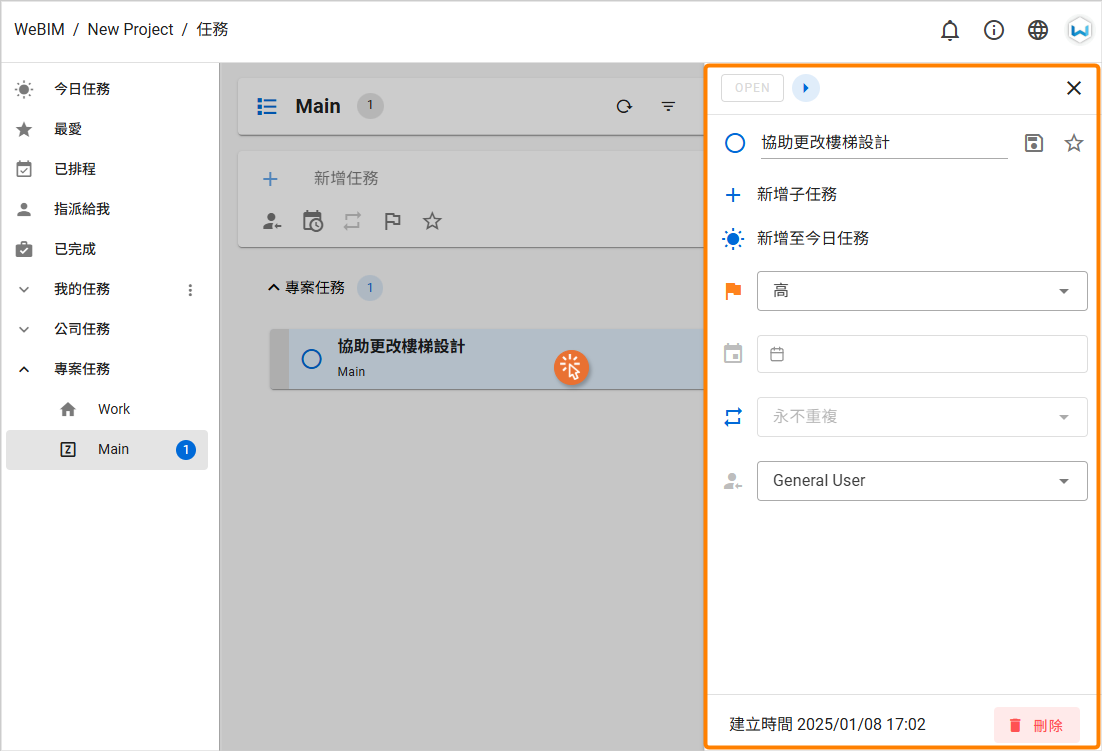 WeBIM / New Project / 任務
今日任務
最愛
已排程
指派給我
已完成
我的任務
公司任務
專案任務
Work
Main 1
Main 1
新增任務
專案任務 1
協助更改樓梯設計
Main
OPEN
協助更改樓梯設計
新增子任務
新增至今日任務
高
永不重複
General User
建立時間 2025/01/08 17:02
刪除